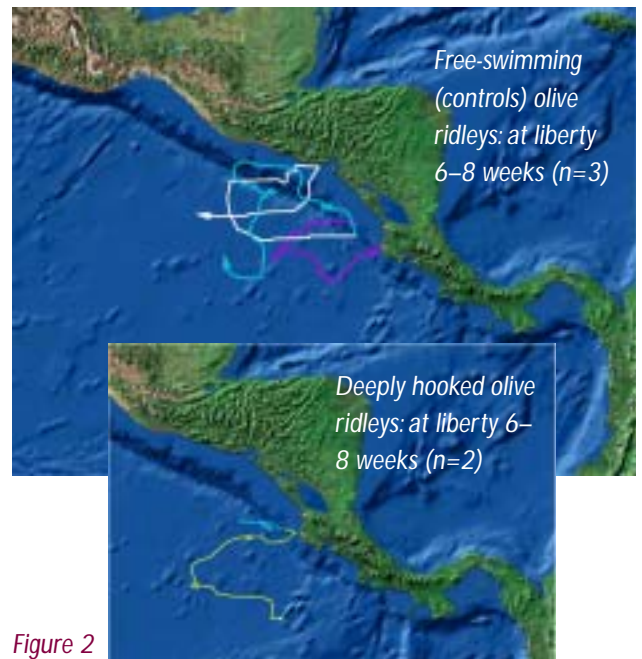 Free-swimming
(controls) olive
ridleys: at liberty
6–8 weeks (n=3)
Deeply hooked olive
ridleys: at liberty 6–
8 weeks (n=2)
Figure 2